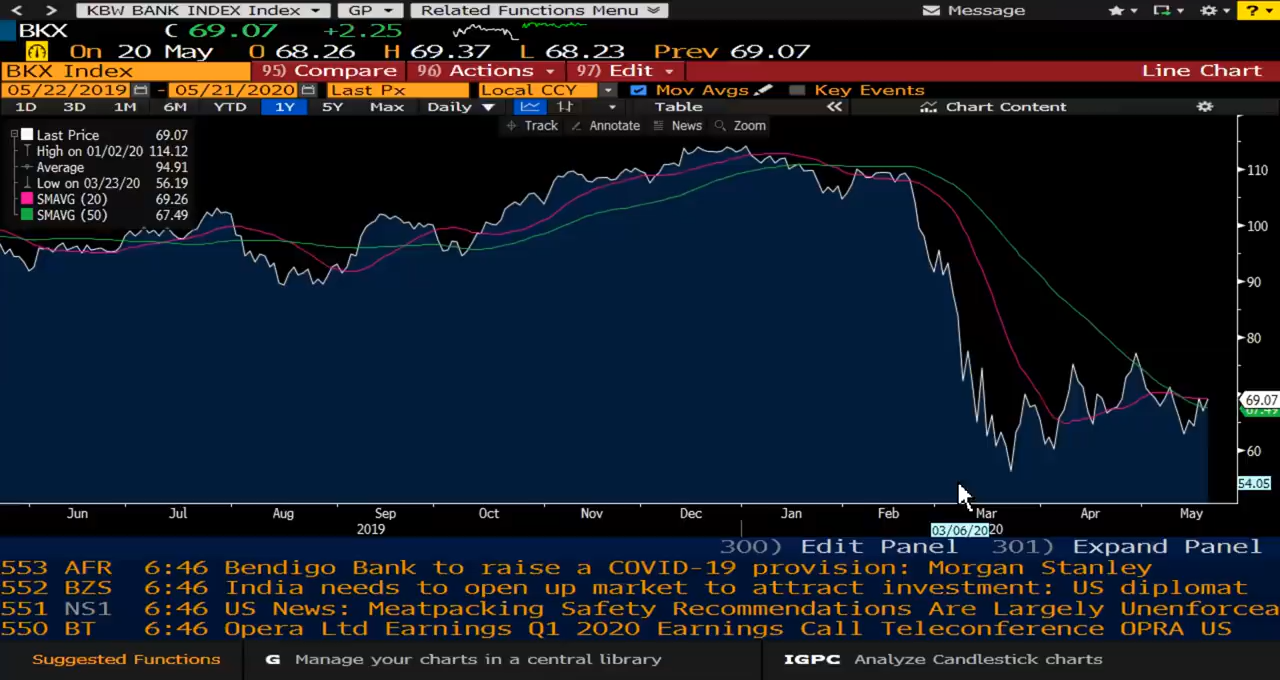 < > KBW BANK INDEX Index GP Related Functions Menu Message ?
BKX C 69.07 +2.25
On 20 May O 68.26 H 69.37 L 68.23 Prev 69.07
BKX Index 95) Compare 96) Actions 97) Edit Line Chart
05/22/2019 - 05/21/2020 Last Px Local CCY Mov Avgs Key Events
1D 3D 1M 6M YTD 1Y 5Y Max Daily Table « Chart Content
Track Annotate News Zoom
Last Price 69.07
High on 01/02/20 114.12
Average 94.91
Low on 03/23/20 56.19
SMAVG (20) 69.26
SMAVG (50) 67.49
110
100
90
80
69.07
67.49
60
54.05
Jun Jul Aug Sep Oct Nov Dec Jan Feb Mar Apr May
2019 03/06/20 20
300) Edit Panel 301) Expand Panel
553 AFR 6:46 Bendigo Bank to raise a COVID-19 provision: Morgan Stanley
552 BZS 6:46 India needs to open up market to attract investment: US diplomat
551 NS1 6:46 US News: Meatpacking Safety Recommendations Are Largely Unenforcea
550 BT 6:46 Opera Ltd Earnings Q1 2020 Earnings Call Teleconference OPRA US
Suggested Functions G Manage your charts in a central library IGPC Analyze Candlestick charts